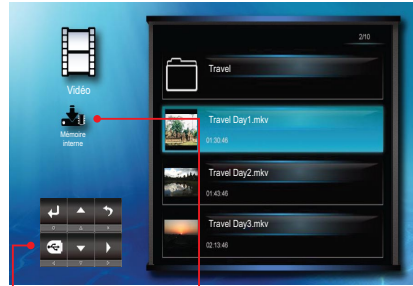 2/10
Vidéo
Mémoire
interne
Travel
Travel Day1.mkv
01:30:46
Travel Day2.mkv
01:43:46
Travel Day3.mkv
02:13:46